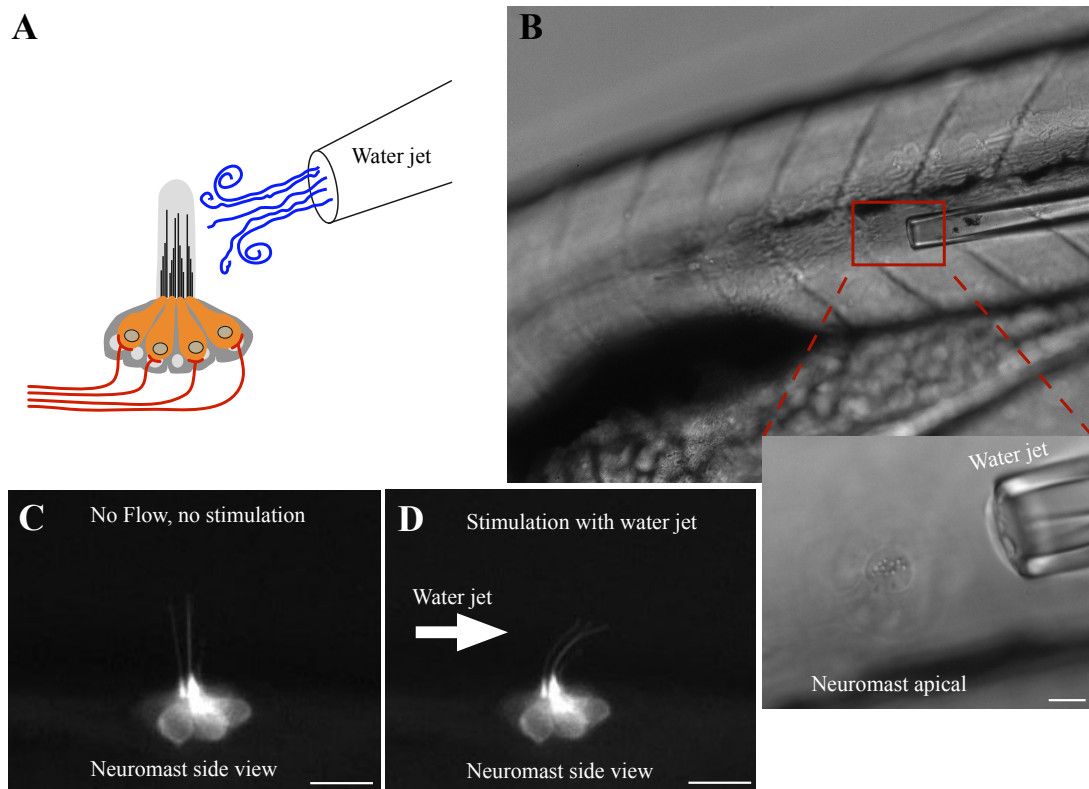 A
Water jet
B
Water jet
Neuromast apical
C
No Flow, no stimulation
Neuromast side view
D
Stimulation with water jet
Water jet
Neuromast side view